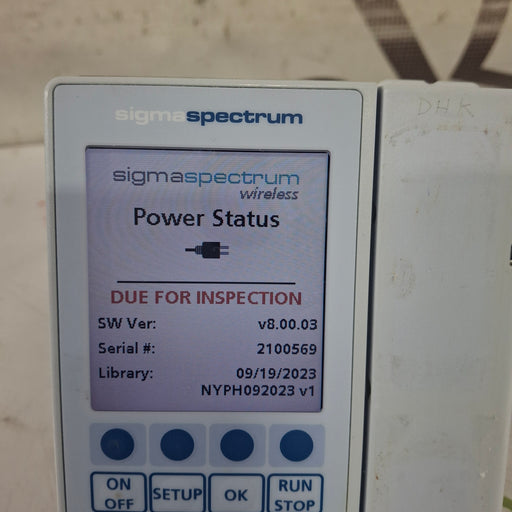 sigmaspectrum
DHK
sigmaspectrum
wireless
Power Status
DUE FOR INSPECTION
SW Ver: v8.00.03
Serial #: 2100569
Library: 09/19/2023
NYPH092023 v1
ON OFF
SETUP
OK
RUN STOP